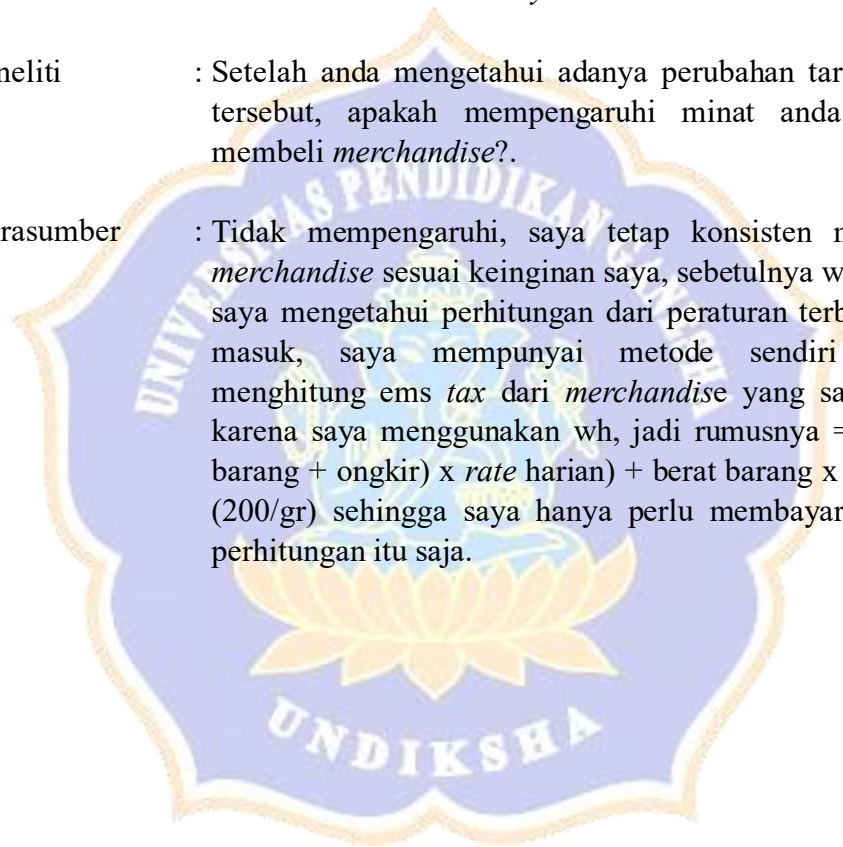 neliti : Setelah anda mengetahui adanya perubahan tar
tersebut, apakah mempengaruhi minat anda
membeli merchandise?.
rasumber : Tidak mempengaruhi, saya tetap konsisten
merchandise sesuai keinginan saya, sebetulnya w
saya mengetahui perhitungan dari peraturan terb
masuk, saya mempunyai metode sendiri
menghitung ems tax dari merchandise yang sa
karena saya menggunakan wh, jadi rumusnya =
barang + ongkir) x rate harian) + berat barang x
(200/gr) sehingga saya hanya perlu membayar
perhitungan itu saja.
UNIVERSITAS PENDIDIKAN GANESHA
UNDIKSHA